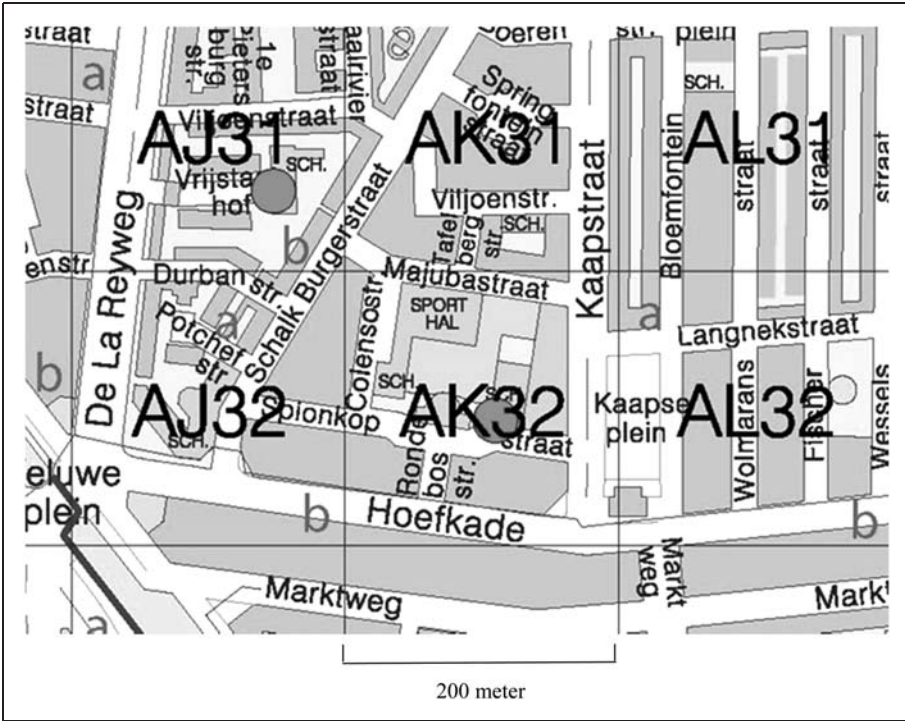 straat
a
straat
burg
str.
Pieters
1e
straat
aalrivier
oeren
Spring
fontein
straat
str.
plein
SCH.
Viljoenstraat
AJ31
AK31
AL31
SCH.
Vrijsta
hof
b
Viljoenstr.
SCH.
Tafel
berg
str.
Kaapstraat
Bloemfontein
straat
straat
straat
De La Reyweg
enstr.
Durban str.
Schalk Burgerstraat
Majubastraat
SPORT
HAL
a
Potchef
str.
a
Langnekstraat
Colensostr.
SCH.
b
AJ32
AK32
AL32
SCH.
pionkop
straat
Kaapse
plein
Wolmarans
Fischer
Wessels
Ronde
bos
str.
eluwe
plein
b
Hoefkade
b
Markt
weg
Marktweg
Markt
a
200 meter